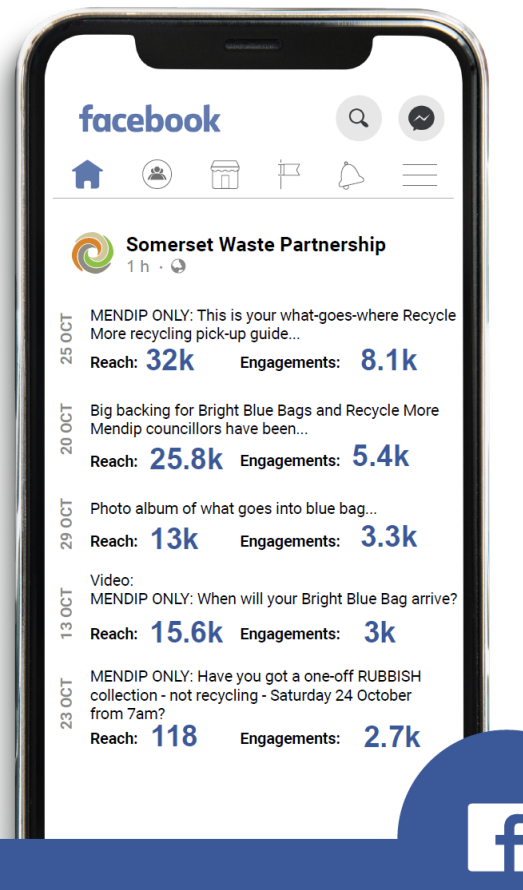 facebook
Somerset Waste Partnership
1 h ·
25 OCT
MENDIP ONLY: This is your what-goes-where Recycle
More recycling pick-up guide...
Reach: 32k Engagements: 8.1k
20 OCT
Big backing for Bright Blue Bags and Recycle More
Mendip councillors have been...
Reach: 25.8k Engagements: 5.4k
29 OCT
Photo album of what goes into blue bag...
Reach: 13k Engagements: 3.3k
13 OCT
Video:
MENDIP ONLY: When will your Bright Blue Bag arrive?
Reach: 15.6k Engagements: 3k
23 OCT
MENDIP ONLY: Have you got a one-off RUBBISH
collection - not recycling - Saturday 24 October
from 7am?
Reach: 118 Engagements: 2.7k
f